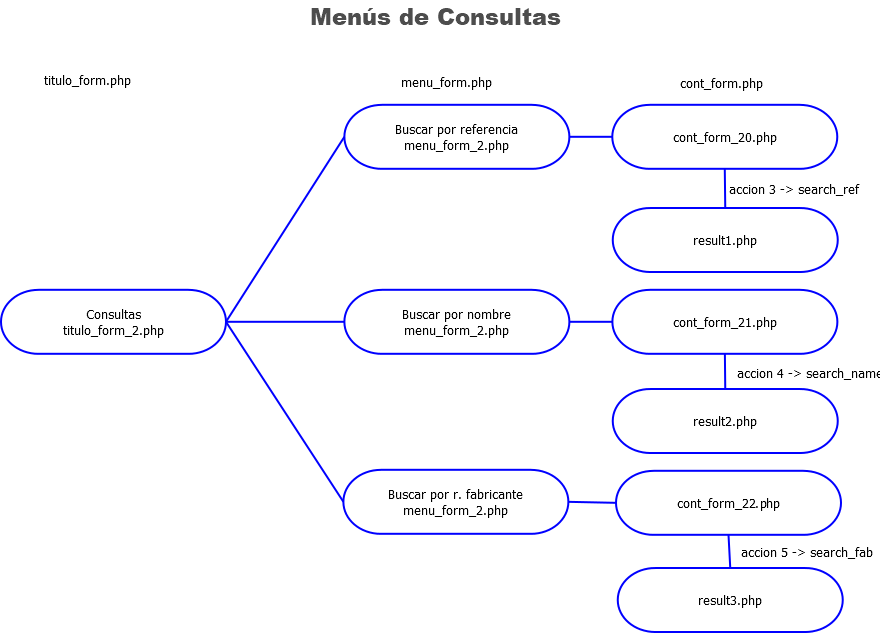 Menús de Consultas
titulo_form.php
menu_form.php
cont_form.php
Buscar por referencia
menu_form_2.php
cont_form_20.php
accion 3 -> search_ref
result1.php
Consultas
titulo_form_2.php
Buscar por nombre
menu_form_2.php
cont_form_21.php
accion 4 -> search_name
result2.php
Buscar por r. fabricante
menu_form_2.php
cont_form_22.php
accion 5 -> search_fab
result3.php